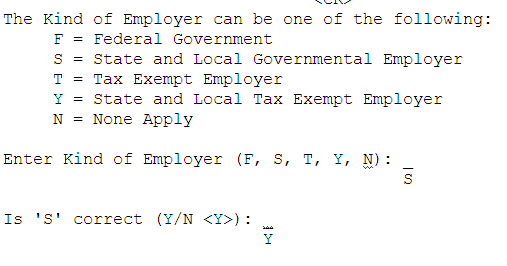 The Kind of Employer can be one of the following:
F = Federal Government
S = State and Local Governmental Employer
T = Tax Exempt Employer
Y = State and Local Tax Exempt Employer
N = None Apply
Enter Kind of Employer (F, S, T, Y, N): _
S
Is 'S' correct (Y/N <Y>): _
Y